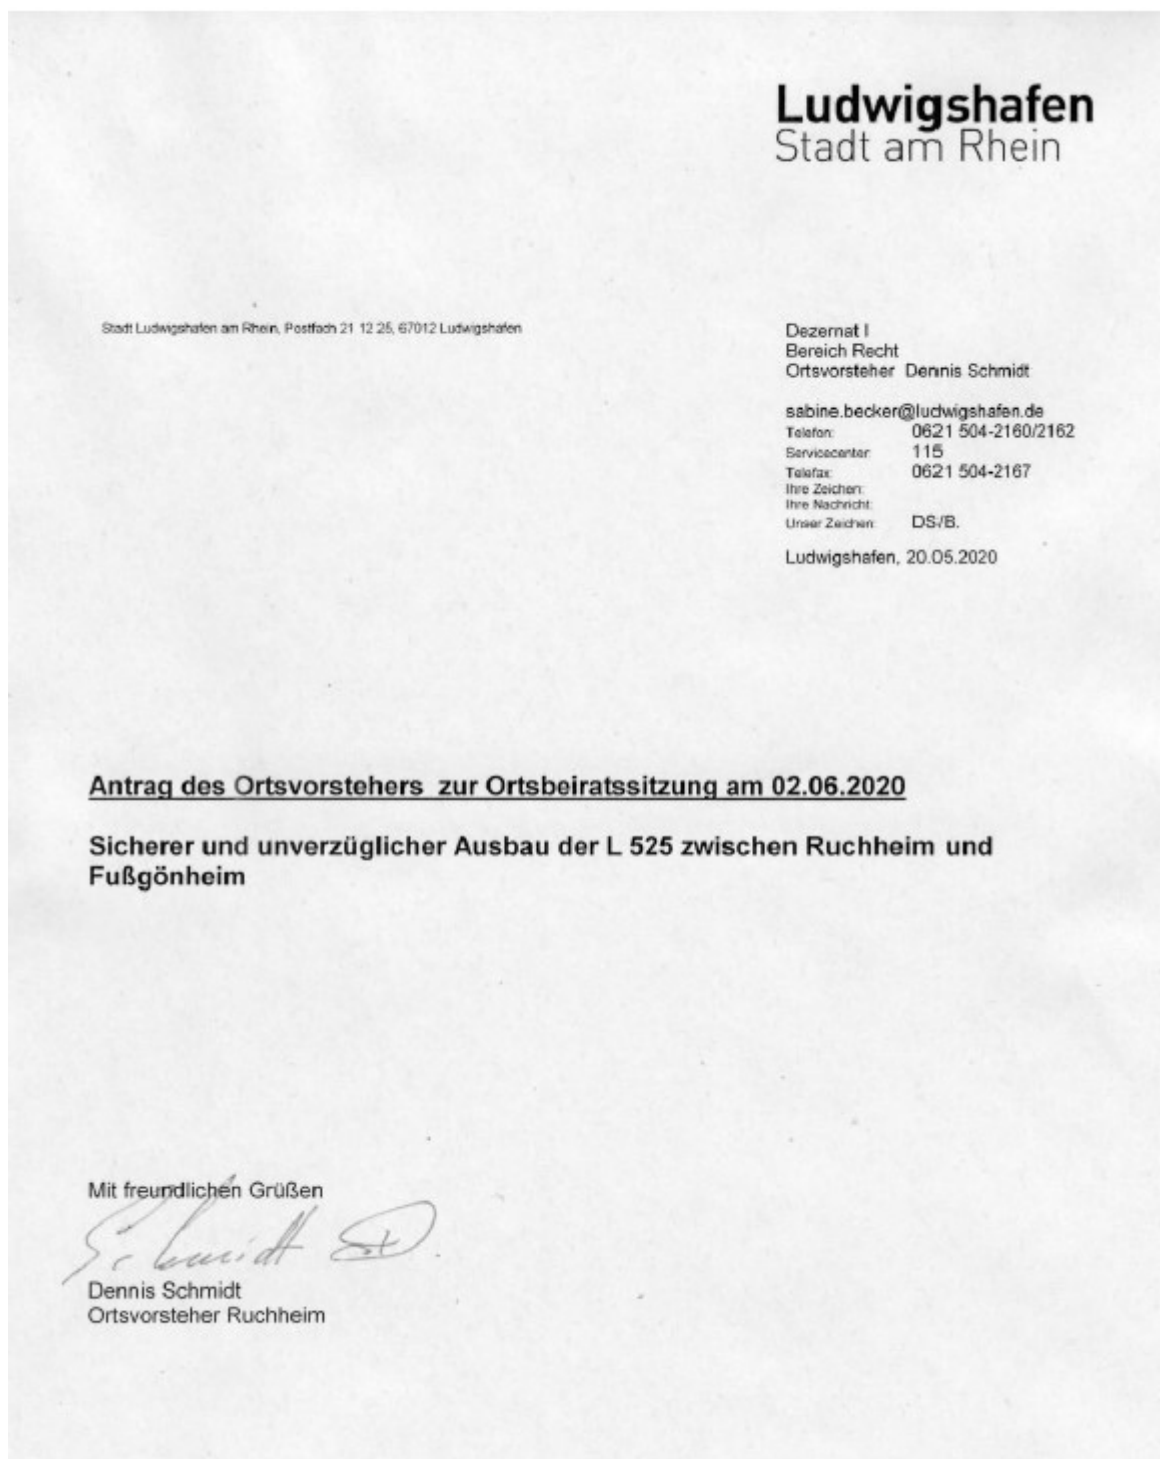 Ludwigshafen
Stadt am Rhein
Stadt Ludwigshafen am Rhein, Postfach 21 12 25, 67012 Ludwigshafen
Dezernat I
Bereich Recht
Ortsvorsteher Dennis Schmidt
sabine.becker@ludwigshafen.de
Telefon: 0621 504-2160/2162
Servicecenter: 115
Telefax: 0621 504-2167
Ihre Zeichen:
Ihre Nachricht:
Unser Zeichen: DS/B.
Ludwigshafen, 20.05.2020
Antrag des Ortsvorstehers zur Ortsbeiratssitzung am 02.06.2020
Sicherer und unverzüglicher Ausbau der L 525 zwischen Ruchheim und
Fußgönheim
Mit freundlichen Grüßen
Schmidt
Dennis Schmidt
Ortsvorsteher Ruchheim